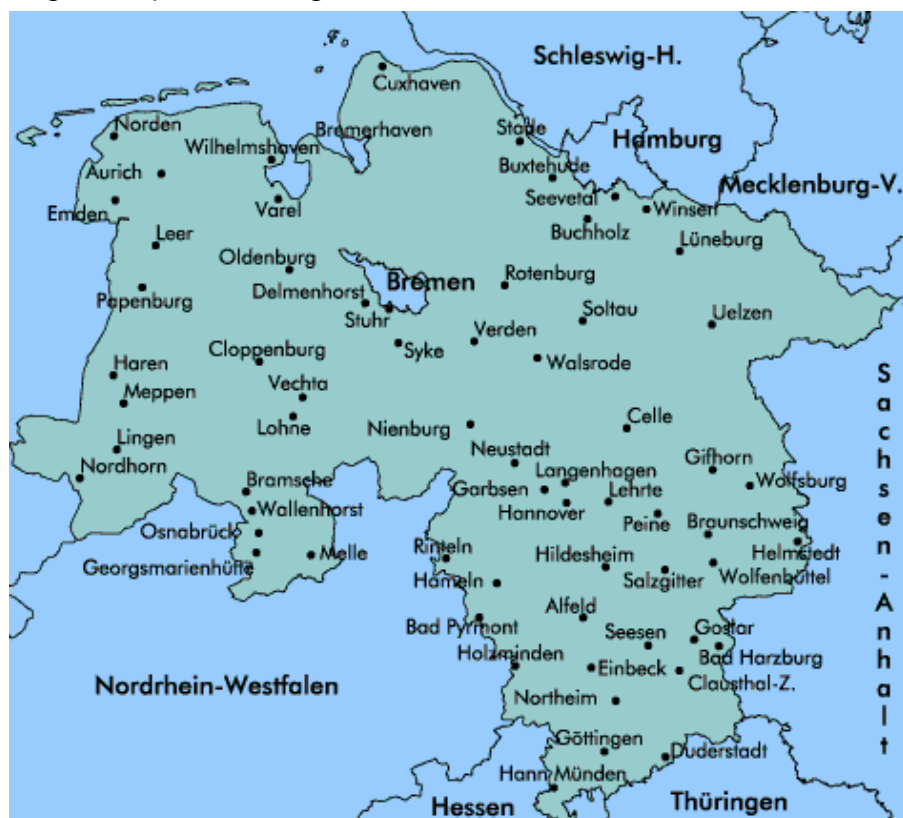 Schleswig-H.
Cuxhaven
Norden
Bremerhaven
Stade
Hamburg
Wilhelmshaven
Aurich
Buxtehude
Mecklenburg-V.
Emden
Varel
Seevetal
Winsen
Leer
Buchholz
Lüneburg
Oldenburg
Bremen
Rotenburg
Papenburg
Delmenhorst
Stuhr
Soltau
Uelzen
Verden
Cloppenburg
Syke
Walsrode
Haren
Meppen
Vechta
Lohne
Nienburg
Celle
Lingen
Neustadt
Gifhorn
Nordhorn
Bramsche
Langenhagen
Garbsen
Lehrte
Wolfsburg
Wallenhorst
Hannover
Peine
Braunschweig
Osnabrück
Georgsmarienhütte
Melle
Rinteln
Hildesheim
Helmstedt
Hameln
Salzgitter
Wolfenbüttel
Alfeld
Bad Pyrmont
Seesen
Goslar
Holzminden
Einbeck
Bad Harzburg
Clausthal-Z.
Nordrhein-Westfalen
Northeim
Göttingen
Duderstadt
Hann Münden
Hessen
Thüringen
Sachsen-Anhalt